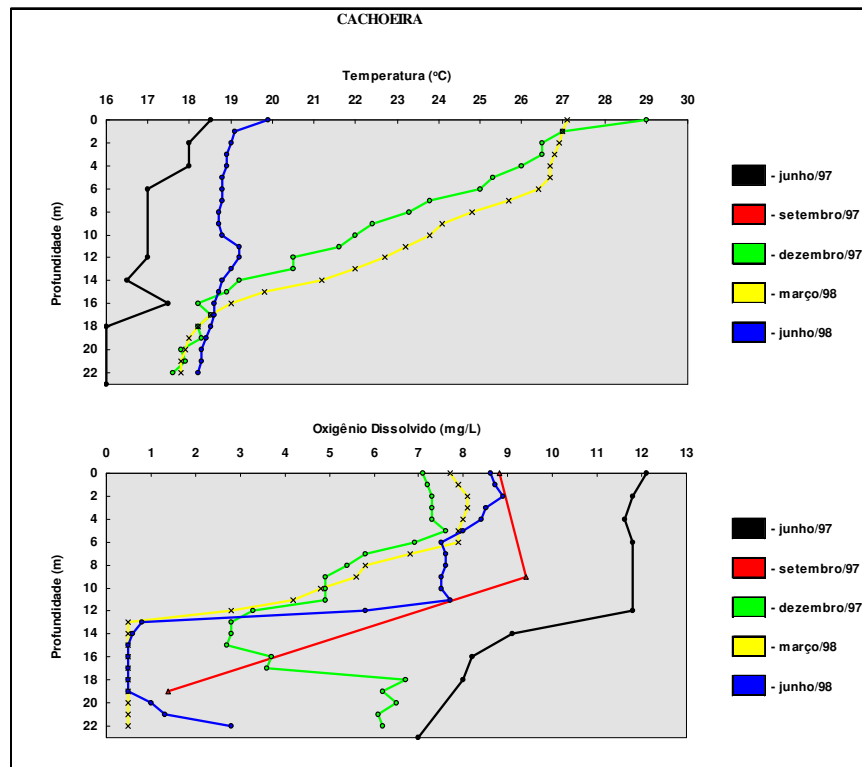 CACHOEIRA
Temperatura (ºC)
16 17 18 19 20 21 22 23 24 25 26 27 28 29 30
0
2
4
6
8
10
12
14
16
18
20
22
Profundidade (m)
- junho/97
- setembro/97
- dezembro/97
- março/98
- junho/98
Oxigênio Dissolvido (mg/L)
0 1 2 3 4 5 6 7 8 9 10 11 12 13
0
2
4
6
8
10
12
14
16
18
20
22
Profundidade (m)
- junho/97
- setembro/97
- dezembro/97
- março/98
- junho/98